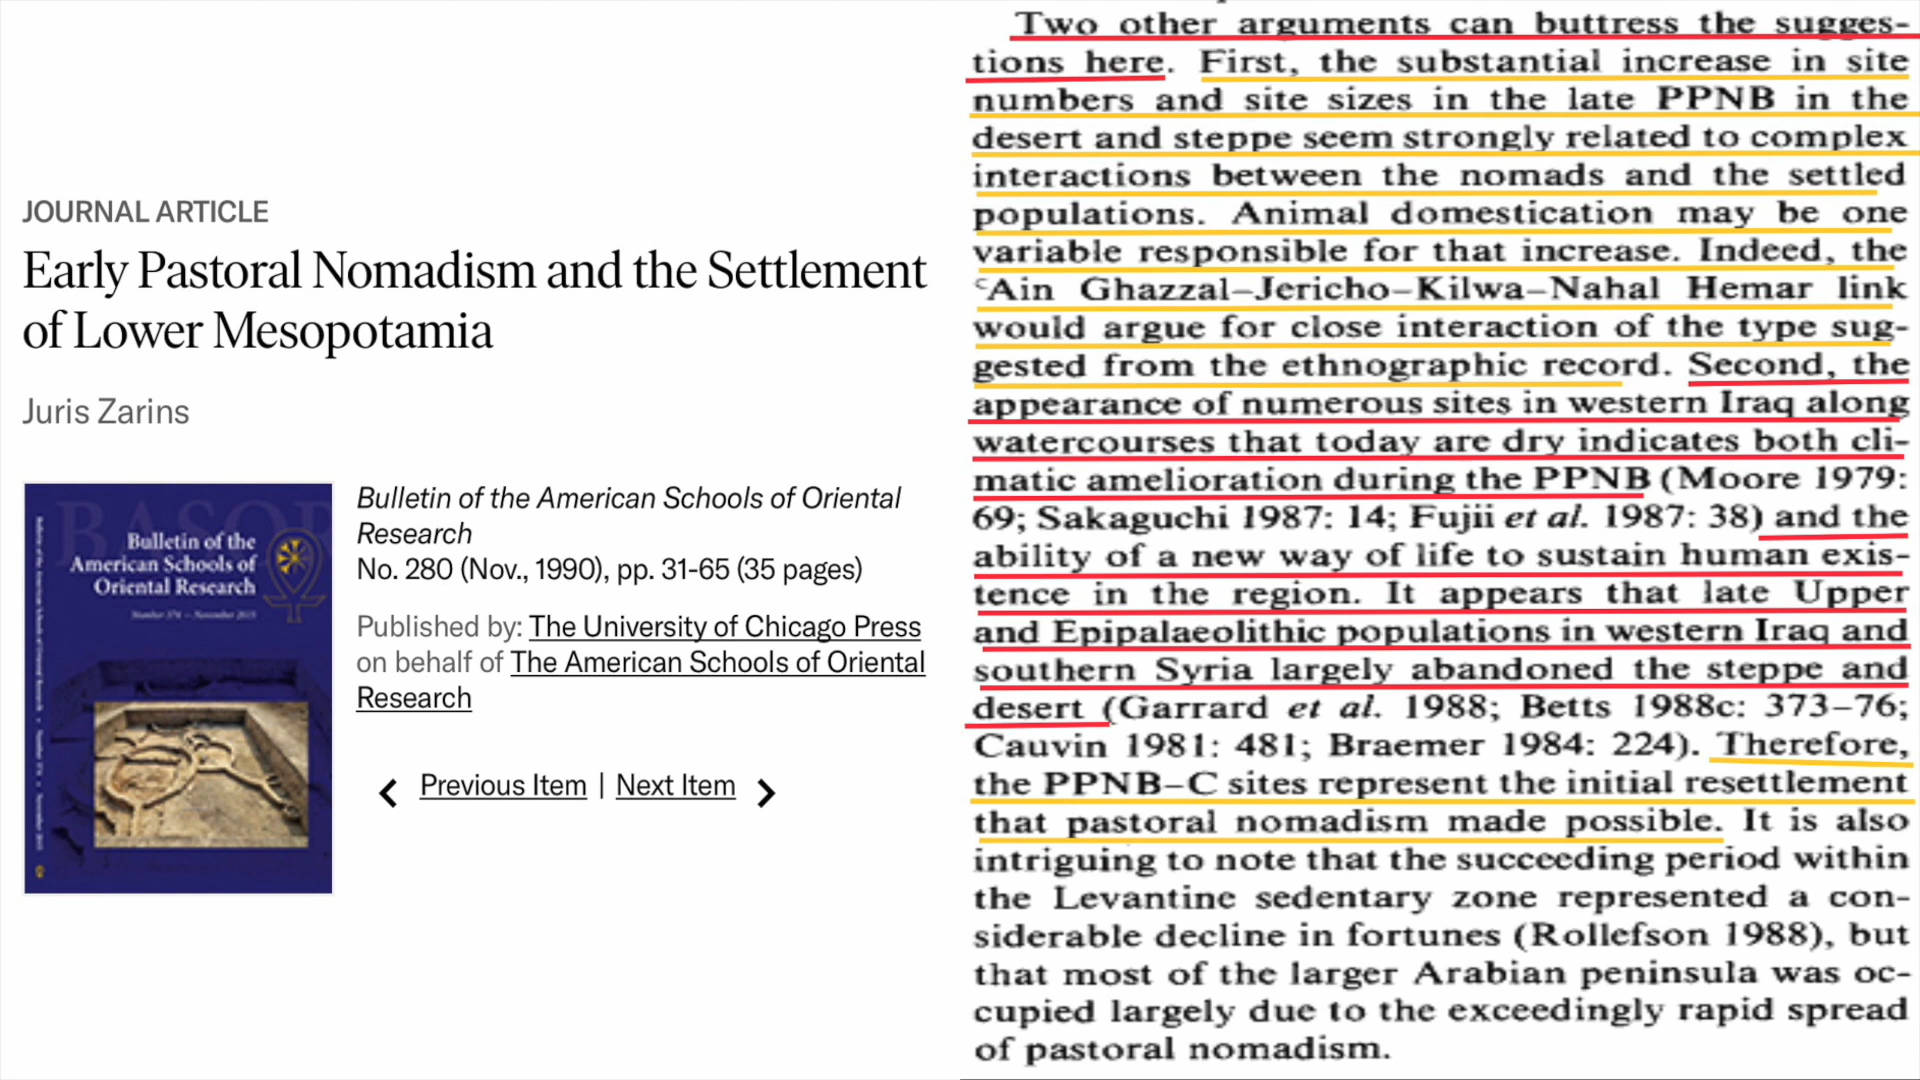 JOURNAL ARTICLE
Early Pastoral Nomadism and the Settlement
of Lower Mesopotamia
Juris Zarins
BASOR
Bulletin of the
American Schools of
Oriental Research
Bulletin of the American Schools of Oriental
Research
No. 280 (Nov., 1990), pp. 31-65 (35 pages)
Published by: The University of Chicago Press
on behalf of The American Schools of Oriental
Research
Previous Item | Next Item
Two other arguments can buttress the sugges-
tions here. First, the substantial increase in site
numbers and site sizes in the late PPNB in the
desert and steppe seem strongly related to complex
interactions between the nomads and the settled
populations. Animal domestication may be one
variable responsible for that increase. Indeed, the
ʿAin Ghazzal–Jericho–Kilwa–Nahal Hemar link
would argue for close interaction of the type sug-
gested from the ethnographic record. Second, the
appearance of numerous sites in western Iraq along
watercourses that today are dry indicates both cli-
matic amelioration during the PPNB (Moore 1979:
69; Sakaguchi 1987: 14; Fujii et al. 1987: 38) and the
ability of a new way of life to sustain human exis-
tence in the region. It appears that late Upper
and Epipalaeolithic populations in western Iraq and
southern Syria largely abandoned the steppe and
desert (Garrard et al. 1988; Betts 1988c: 373–76;
Cauvin 1981: 481; Braemer 1984: 224). Therefore,
the PPNB–C sites represent the initial resettlement
that pastoral nomadism made possible. It is also
intriguing to note that the succeeding period within
the Levantine sedentary zone represented a con-
siderable decline in fortunes (Rollefson 1988), but
that most of the larger Arabian peninsula was oc-
cupied largely due to the exceedingly rapid spread
of pastoral nomadism.